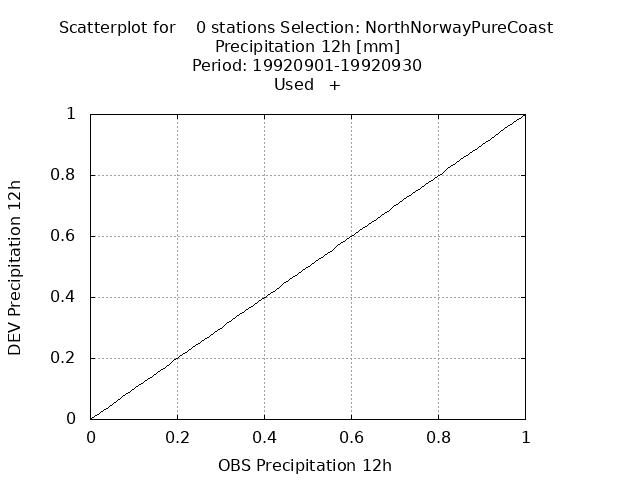 Scatterplot for    0 stations Selection: NorthNorwayPureCoast
Precipitation 12h [mm]
Period: 19920901-19920930
Used   +
1
0.8
0.6
0.4
0.2
0
DEV Precipitation 12h
0 0.2 0.4 0.6 0.8 1
OBS Precipitation 12h